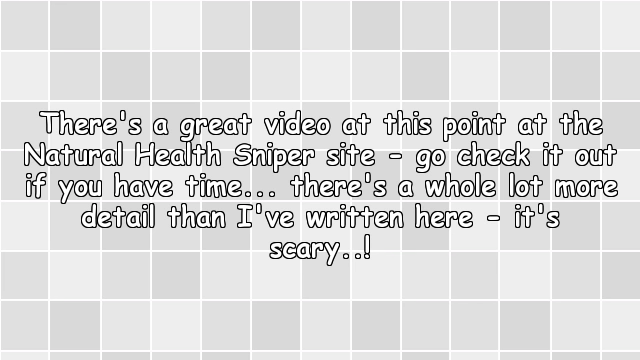 There's a great video at this point at the
Natural Health Sniper site - go check it out
if you have time... there's a whole lot more
detail than I've written here - it's
scary..!